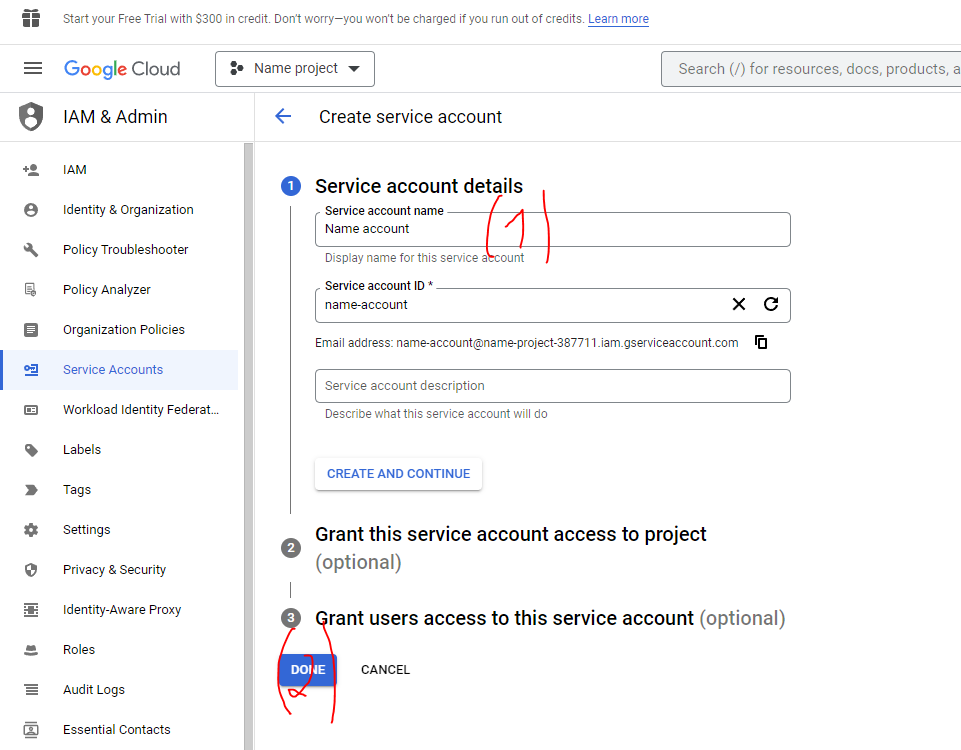 Start your Free Trial with $300 in credit. Don't worry—you won't be charged if you run out of credits. Learn more
Google Cloud
Name project
Search (/) for resources, docs, products, a
IAM & Admin
Create service account
IAM
Identity & Organization
Policy Troubleshooter
Policy Analyzer
Organization Policies
Service Accounts
Workload Identity Federat...
Labels
Tags
Settings
Privacy & Security
Identity-Aware Proxy
Roles
Audit Logs
Essential Contacts
1 Service account details
Service account name
Name account
(1)
Display name for this service account
Service account ID *
name-account
Email address: name-account@name-project-387711.iam.gserviceaccount.com
Service account description
Describe what this service account will do
CREATE AND CONTINUE
2 Grant this service account access to project
(optional)
3 Grant users access to this service account (optional)
DONE CANCEL
(2)